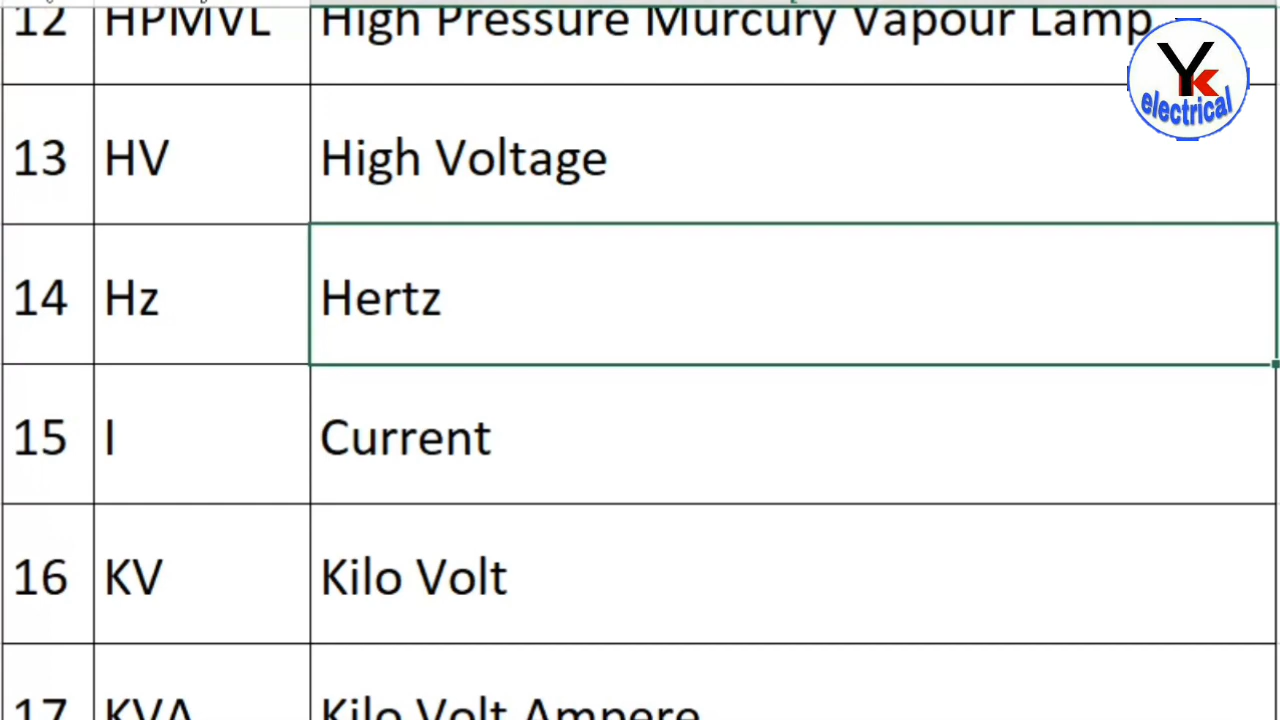 12 HPMVL High Pressure Murcury Vapour Lamp
YK
electrical
13 HV High Voltage
14 Hz Hertz
15 I Current
16 KV Kilo Volt
17 KVA Kilo Volt Ampere